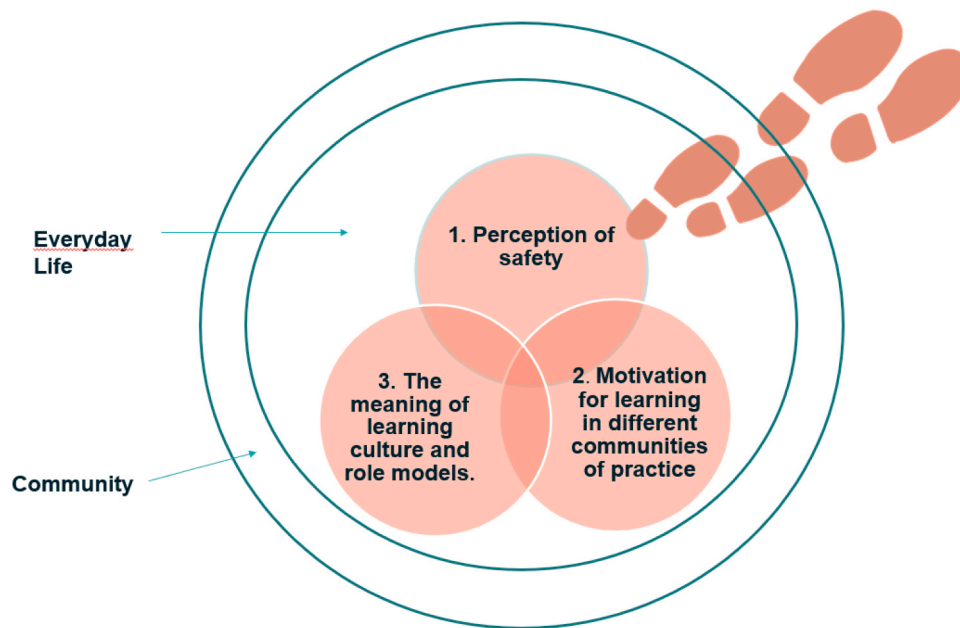 Everyday
Life
Community
1. Perception of
safety
2. Motivation
for learning
in different
communities
of practice
3. The
meaning of
learning
culture and
role models.